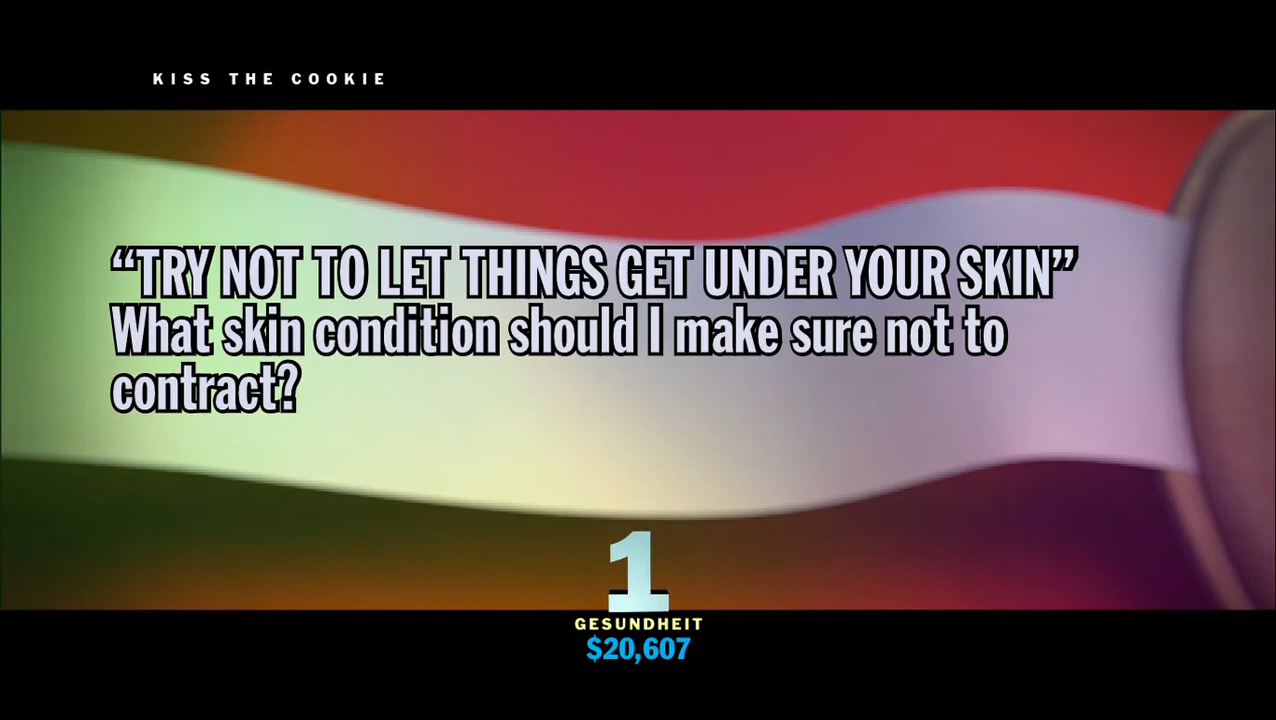 KISS THE COOKIE
“TRY NOT TO LET THINGS GET UNDER YOUR SKIN”
What skin condition should I make sure not to
contract?
1
GESUNDHEIT
$20,607